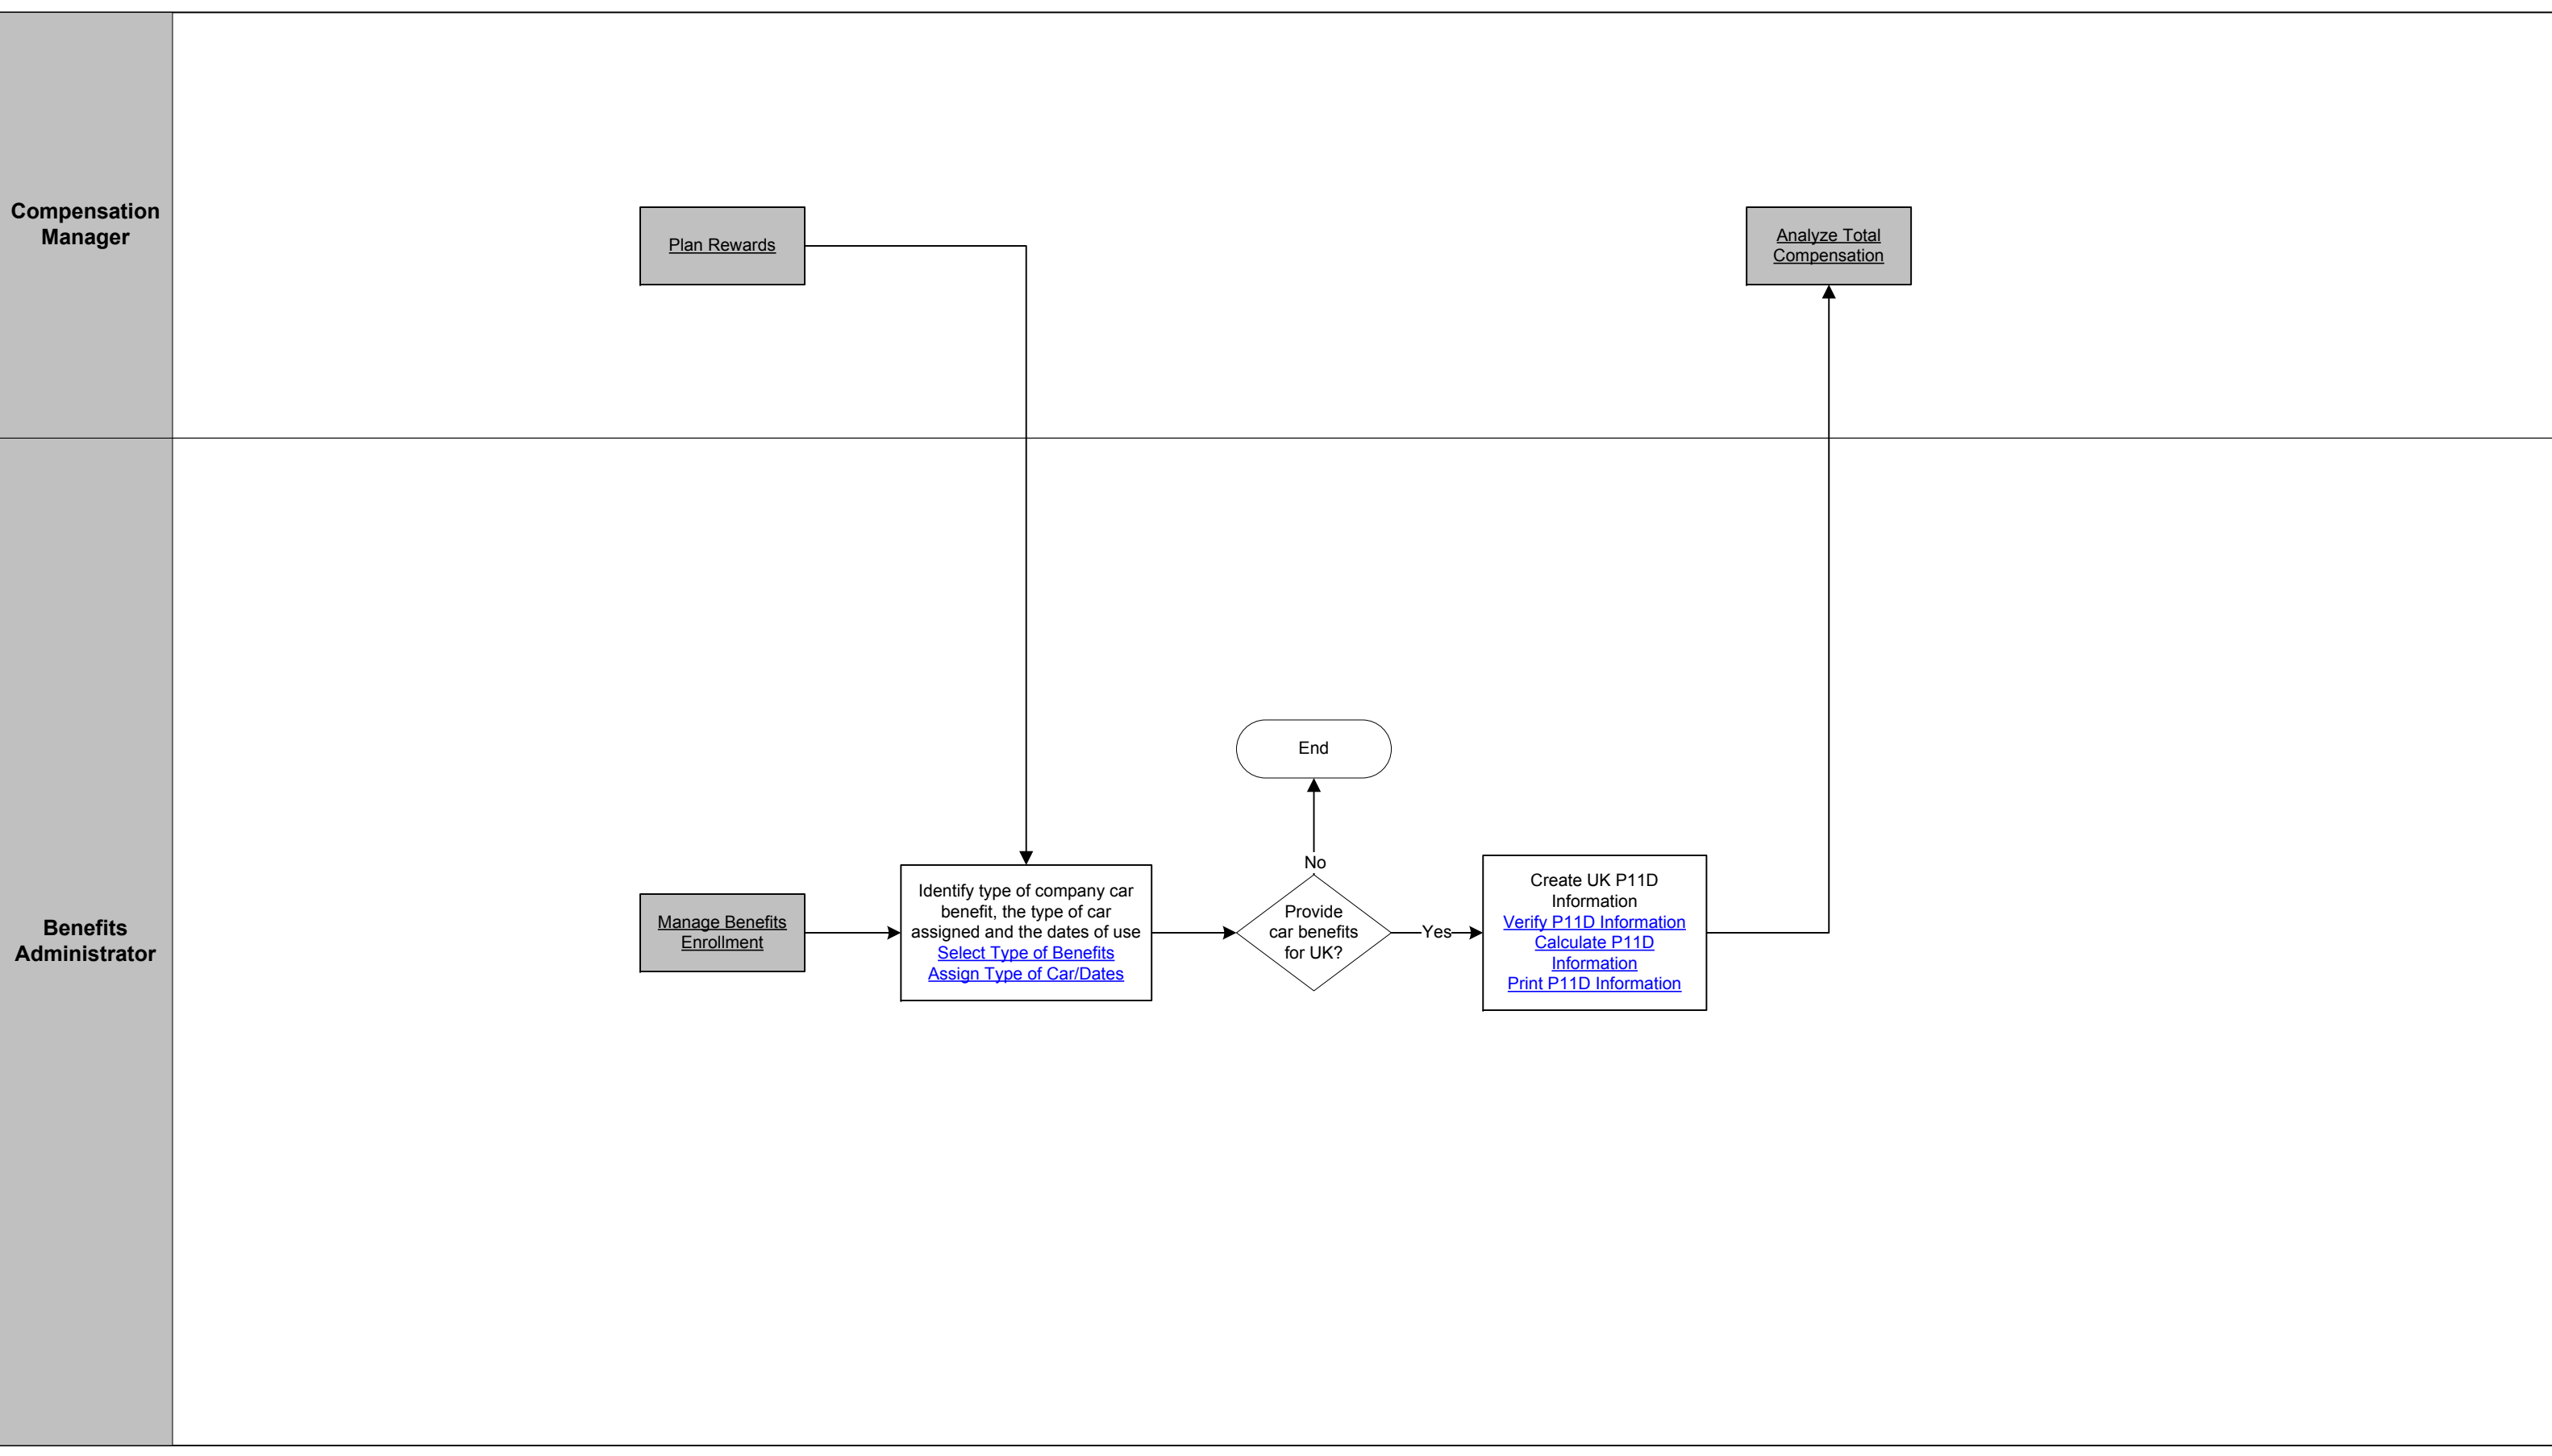 Compensation
Manager
Plan Rewards
Analyze Total
Compensation
Benefits
Administrator
Manage Benefits
Enrollment
Identify type of company car
benefit, the type of car
assigned and the dates of use
Select Type of Benefits
Assign Type of Car/Dates
End
No
Provide
car benefits
for UK?
Yes
Create UK P11D
Information
Verify P11D Information
Calculate P11D
Information
Print P11D Information